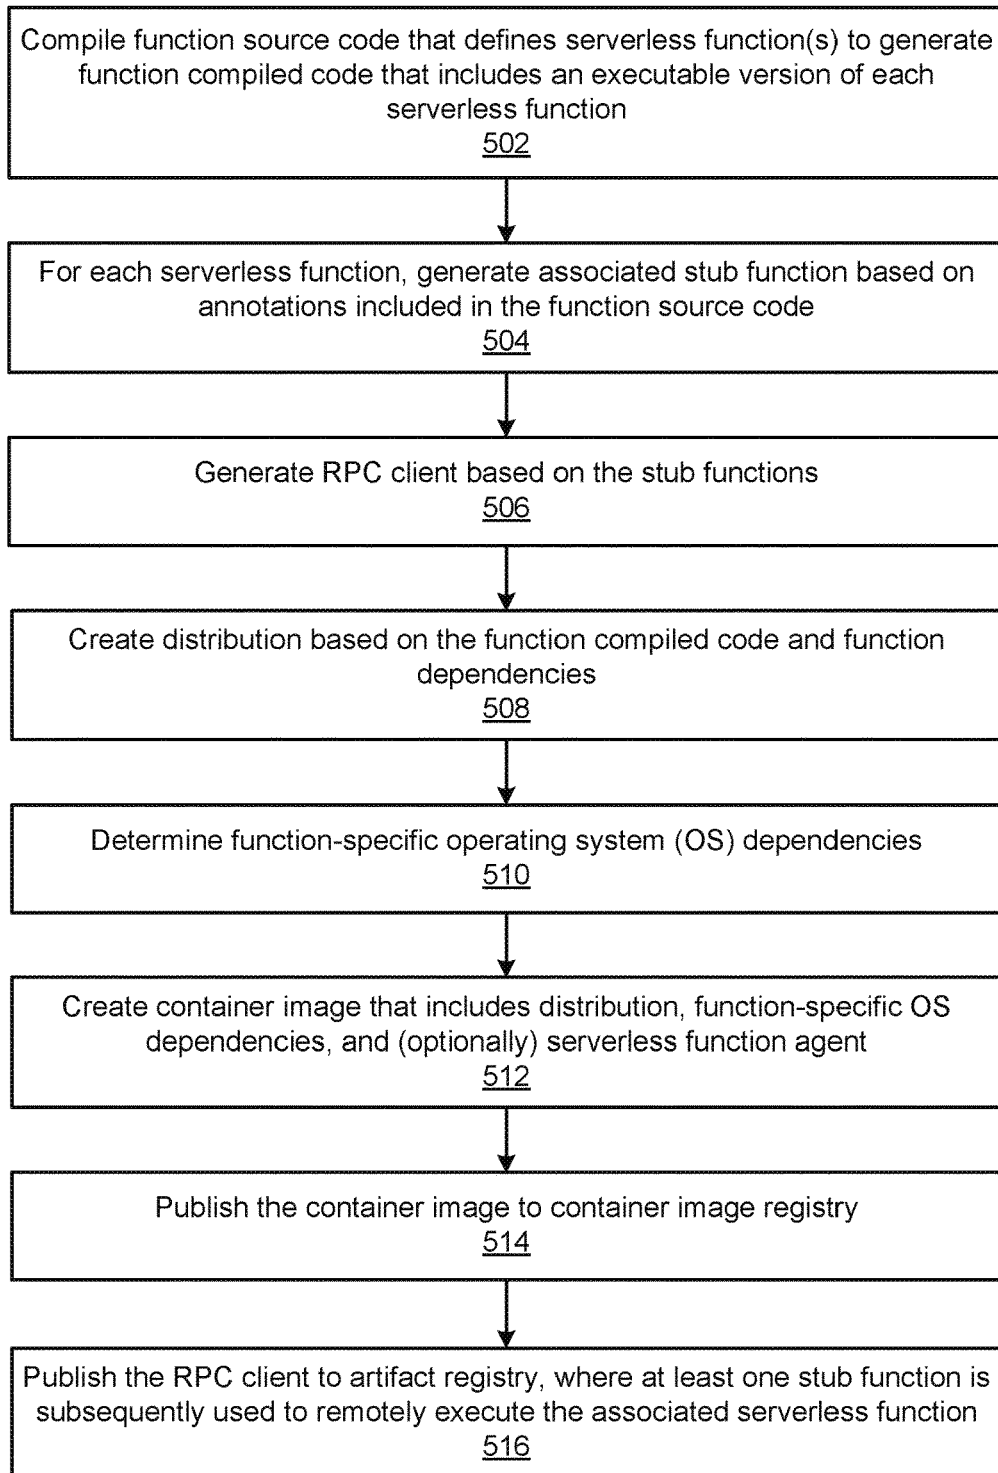 Compile function source code that defines serverless function(s) to generate
function compiled code that includes an executable version of each
serverless function
502
For each serverless function, generate associated stub function based on
annotations included in the function source code
504
Generate RPC client based on the stub functions
506
Create distribution based on the function compiled code and function
dependencies
508
Determine function-specific operating system (OS) dependencies
510
Create container image that includes distribution, function-specific OS
dependencies, and (optionally) serverless function agent
512
Publish the container image to container image registry
514
Publish the RPC client to artifact registry, where at least one stub function is
subsequently used to remotely execute the associated serverless function
516